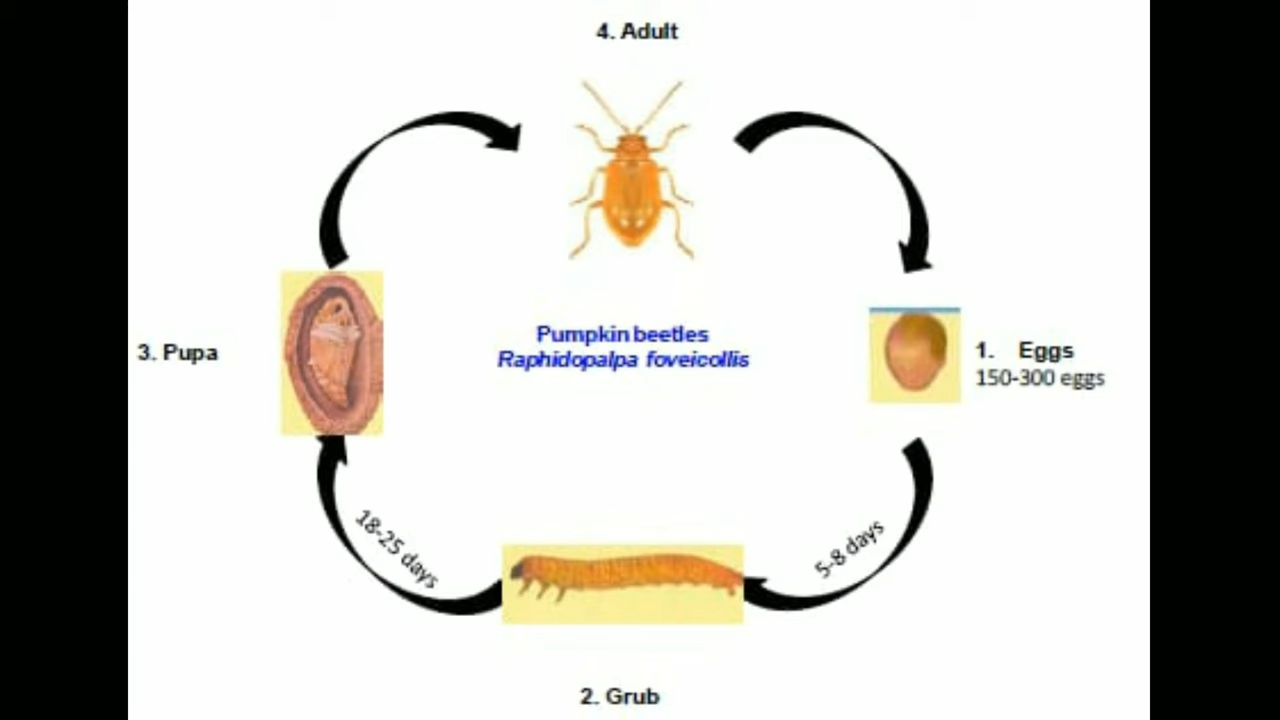 4. Adult
3. Pupa
Pumpkin beetles
Raphidopalpa foveicollis
1. Eggs
150-300 eggs
18-25 days
5-8 days
2. Grub